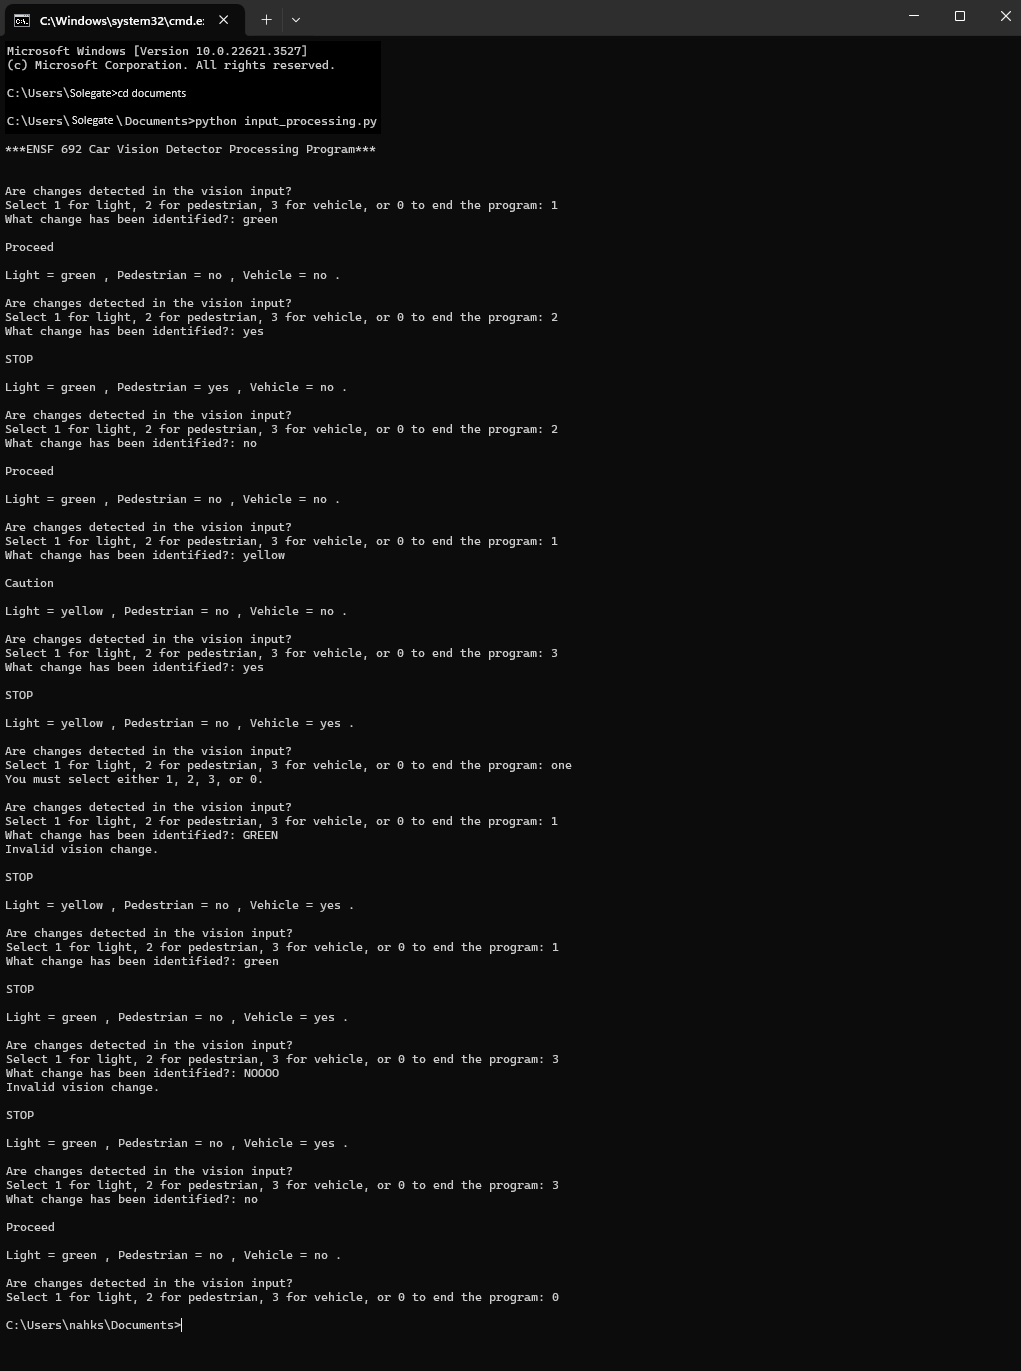 C:\Windows\system32\cmd.e:
Microsoft Windows [Version 10.0.22621.3527]
(c) Microsoft Corporation. All rights reserved.
C:\Users\Solegate>cd documents
C:\Users\Solegate\Documents>python input_processing.py
***ENSF 692 Car Vision Detector Processing Program***
Are changes detected in the vision input?
Select 1 for light, 2 for pedestrian, 3 for vehicle, or 0 to end the program: 1
What change has been identified?: green
Proceed
Light = green , Pedestrian = no , Vehicle = no .
Are changes detected in the vision input?
Select 1 for light, 2 for pedestrian, 3 for vehicle, or 0 to end the program: 2
What change has been identified?: yes
STOP
Light = green , Pedestrian = yes , Vehicle = no .
Are changes detected in the vision input?
Select 1 for light, 2 for pedestrian, 3 for vehicle, or 0 to end the program: 2
What change has been identified?: no
Proceed
Light = green , Pedestrian = no , Vehicle = no .
Are changes detected in the vision input?
Select 1 for light, 2 for pedestrian, 3 for vehicle, or 0 to end the program: 1
What change has been identified?: yellow
Caution
Light = yellow , Pedestrian = no , Vehicle = no .
Are changes detected in the vision input?
Select 1 for light, 2 for pedestrian, 3 for vehicle, or 0 to end the program: 3
What change has been identified?: yes
STOP
Light = yellow , Pedestrian = no , Vehicle = yes .
Are changes detected in the vision input?
Select 1 for light, 2 for pedestrian, 3 for vehicle, or 0 to end the program: one
You must select either 1, 2, 3, or 0.
Are changes detected in the vision input?
Select 1 for light, 2 for pedestrian, 3 for vehicle, or 0 to end the program: 1
What change has been identified?: GREEN
Invalid vision change.
STOP
Light = yellow , Pedestrian = no , Vehicle = yes .
Are changes detected in the vision input?
Select 1 for light, 2 for pedestrian, 3 for vehicle, or 0 to end the program: 1
What change has been identified?: green
STOP
Light = green , Pedestrian = no , Vehicle = yes .
Are changes detected in the vision input?
Select 1 for light, 2 for pedestrian, 3 for vehicle, or 0 to end the program: 3
What change has been identified?: NOOOO
Invalid vision change.
STOP
Light = green , Pedestrian = no , Vehicle = yes .
Are changes detected in the vision input?
Select 1 for light, 2 for pedestrian, 3 for vehicle, or 0 to end the program: 3
What change has been identified?: no
Proceed
Light = green , Pedestrian = no , Vehicle = no .
Are changes detected in the vision input?
Select 1 for light, 2 for pedestrian, 3 for vehicle, or 0 to end the program: 0
C:\Users\nahks\Documents>